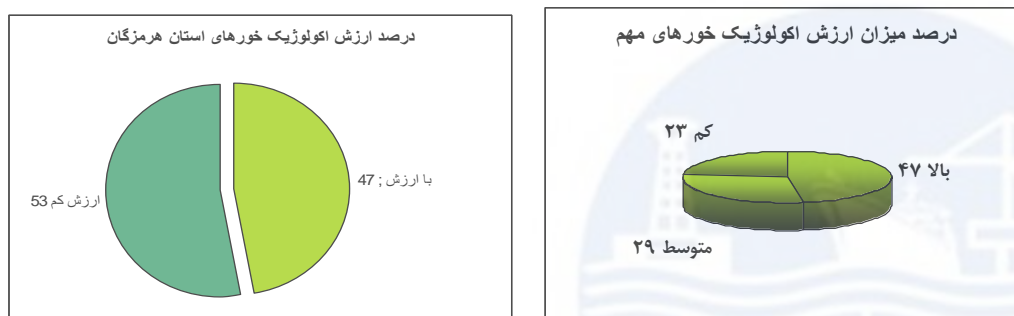 درصد میزان ارزش اکولوژیک خورهای مهم
کم ۲۳
بالا ۴۷
متوسط ۲۹
درصد ارزش اکولوژیک خورهای استان هرمزگان
با ارزش ; 47
ارزش کم 53